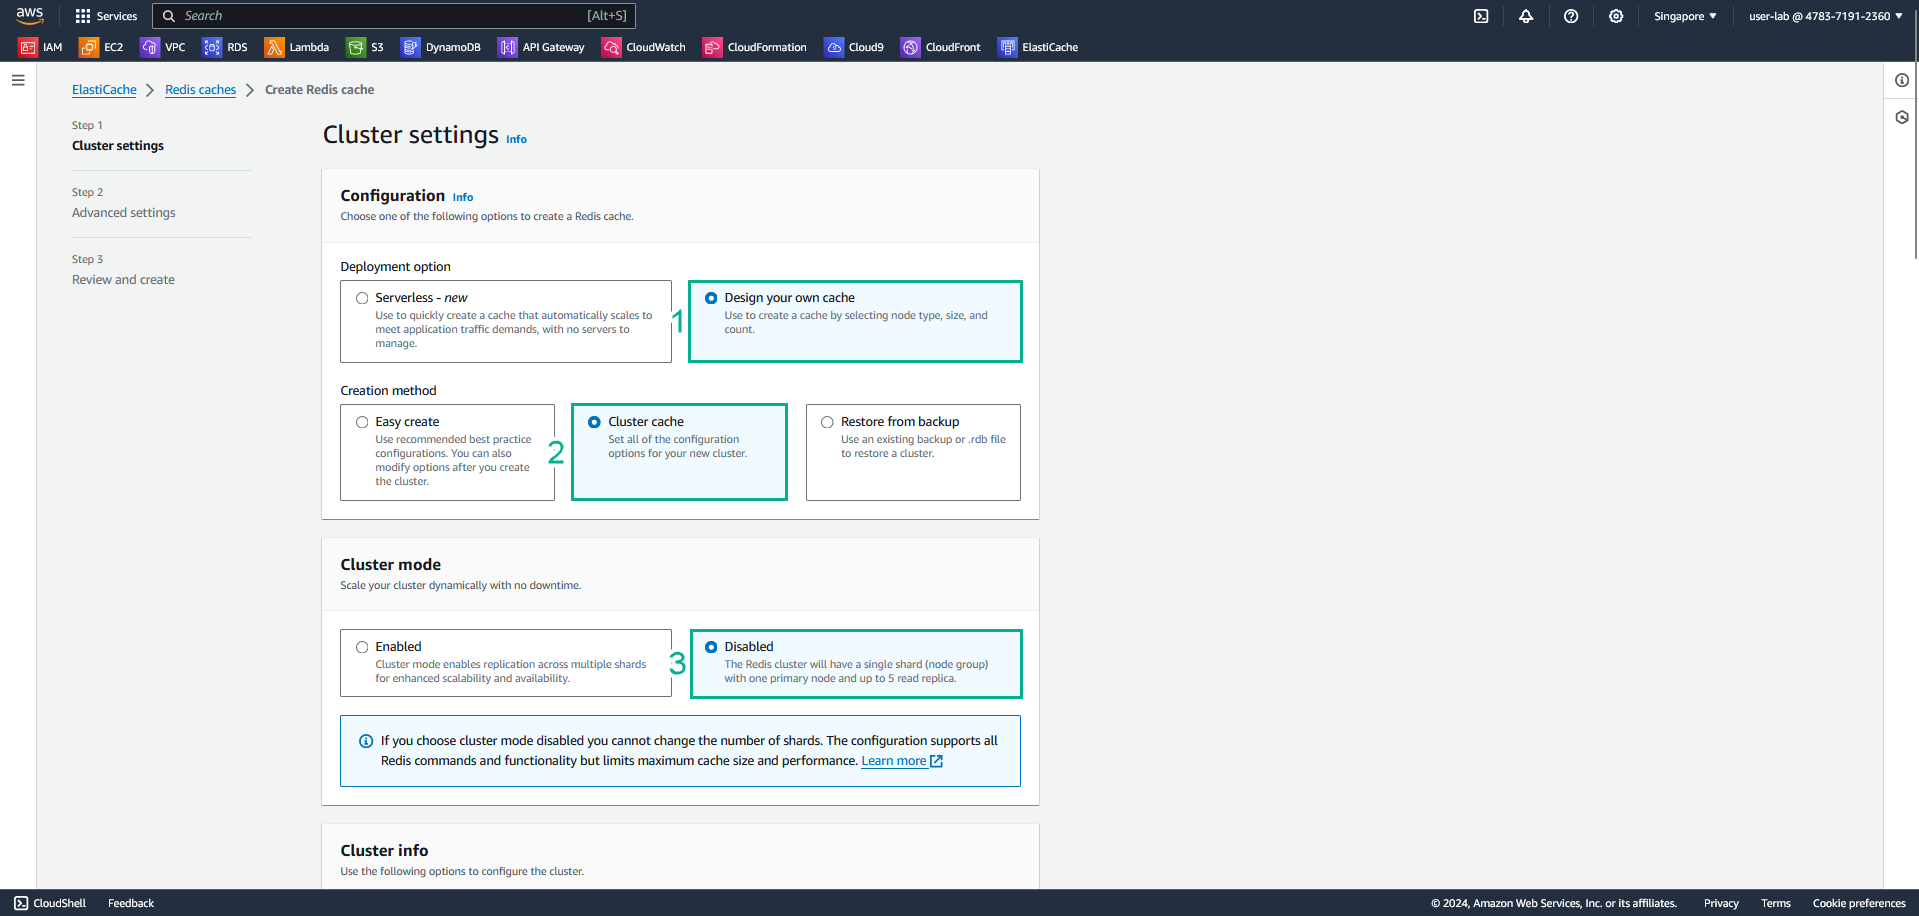 aws
Services
Search
[Alt+S]
Singapore ▼
user-lab @ 4783-7191-2360 ▼
IAM
EC2
VPC
RDS
Lambda
S3
DynamoDB
API Gateway
CloudWatch
CloudFormation
Cloud9
CloudFront
ElastiCache
ElastiCache
Redis caches
Create Redis cache
Step 1
Cluster settings
Step 2
Advanced settings
Step 3
Review and create
Cluster settings Info
Configuration Info
Choose one of the following options to create a Redis cache.
Deployment option
Serverless - new
Use to quickly create a cache that automatically scales to
meet application traffic demands, with no servers to
manage.
1
Design your own cache
Use to create a cache by selecting node type, size, and
count.
Creation method
Easy create
Use recommended best practice
configurations. You can also
modify options after you create
the cluster.
2
Cluster cache
Set all of the configuration
options for your new cluster.
Restore from backup
Use an existing backup or .rdb file
to restore a cluster.
Cluster mode
Scale your cluster dynamically with no downtime.
Enabled
Cluster mode enables replication across multiple shards
for enhanced scalability and availability.
3
Disabled
The Redis cluster will have a single shard (node group)
with one primary node and up to 5 read replica.
If you choose cluster mode disabled you cannot change the number of shards. The configuration supports all
Redis commands and functionality but limits maximum cache size and performance. Learn more
Cluster info
Use the following options to configure the cluster.
CloudShell
Feedback
© 2024, Amazon Web Services, Inc. or its affiliates.
Privacy
Terms
Cookie preferences